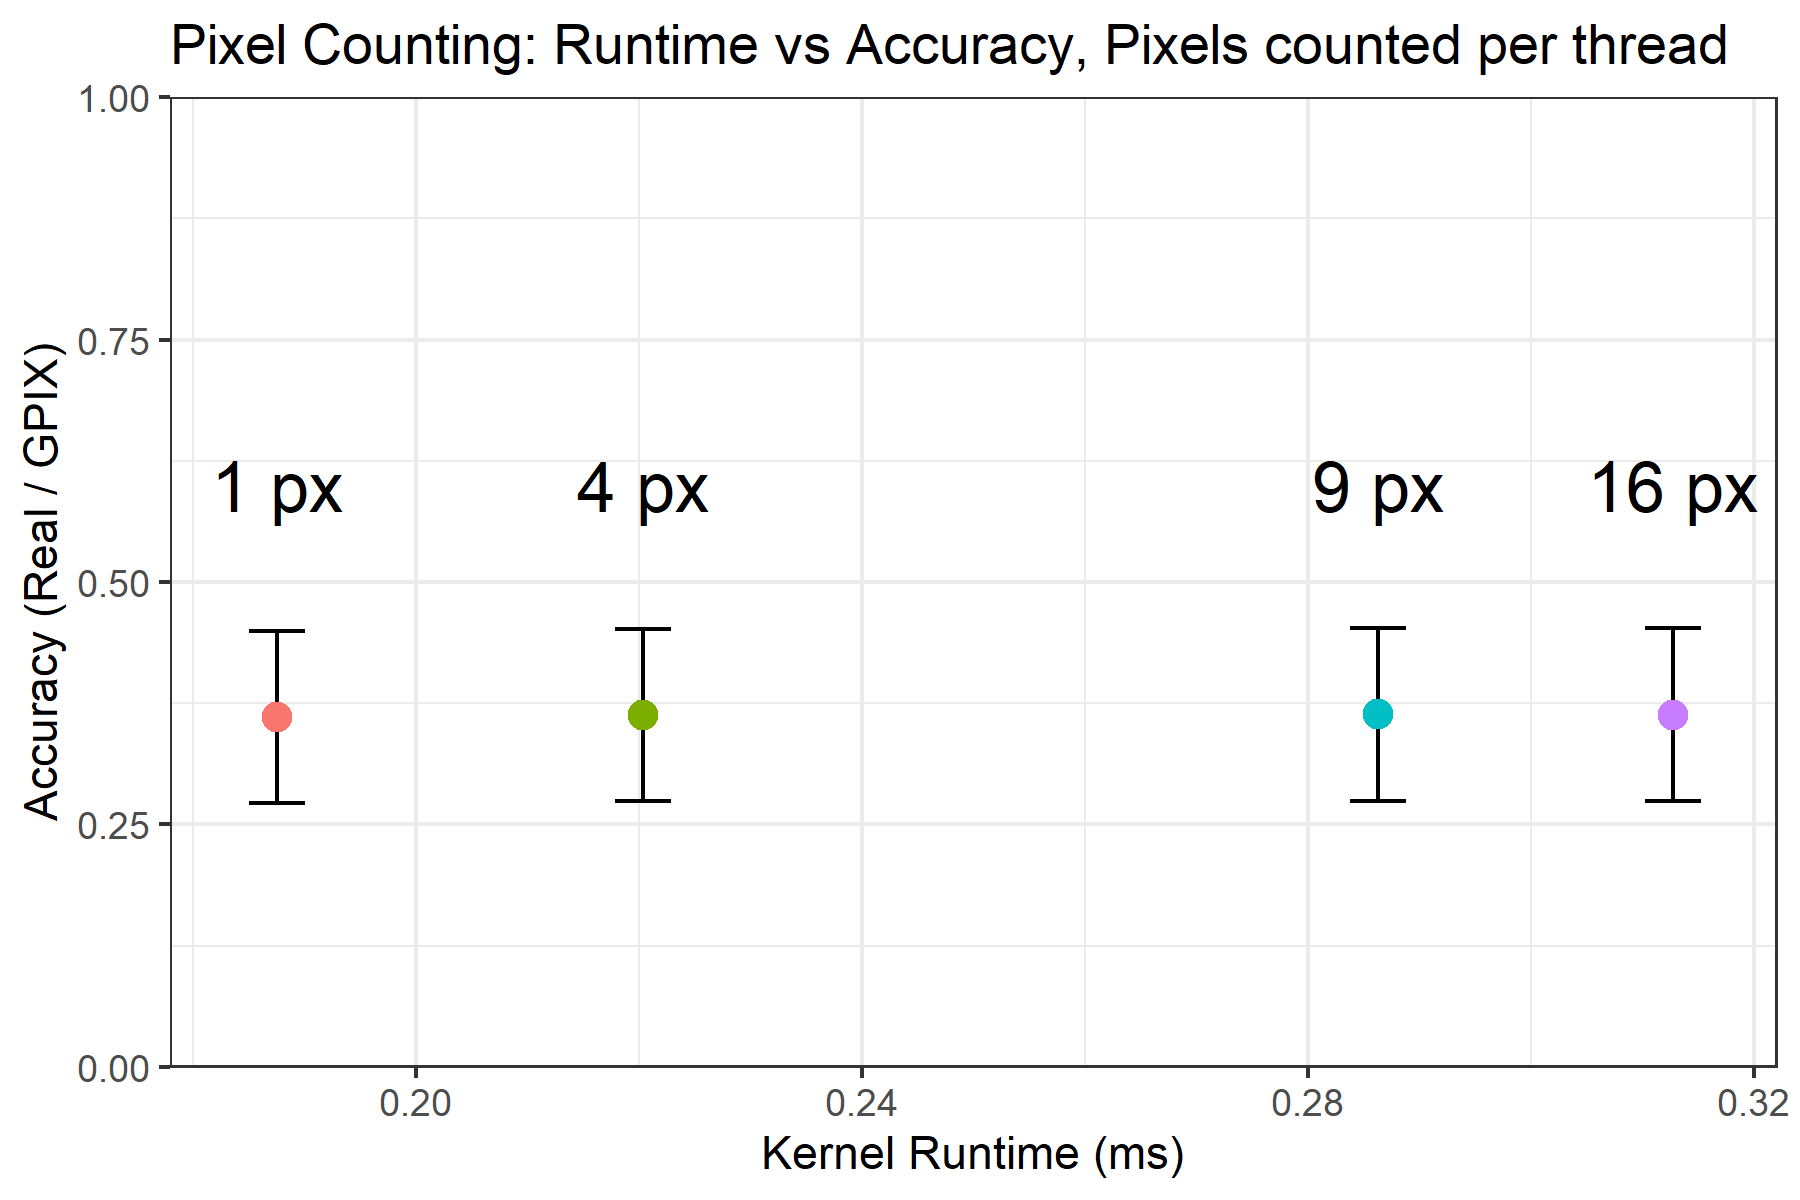 Pixel Counting: Runtime vs Accuracy, Pixels counted per thread
1.00
0.75
0.50
0.25
0.00
Accuracy (Real / GPIX)
1 px
4 px
9 px
16 px
0.20
0.24
0.28
0.32
Kernel Runtime (ms)